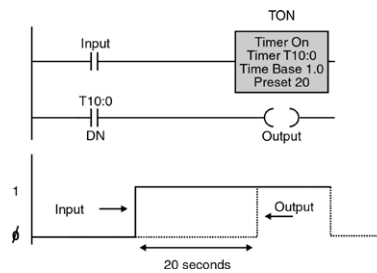 TON
Input
Timer On
Timer T10:0
Time Base 1.0
Preset 20
T10:0
DN
Output
1
Input
Output
0
20 seconds